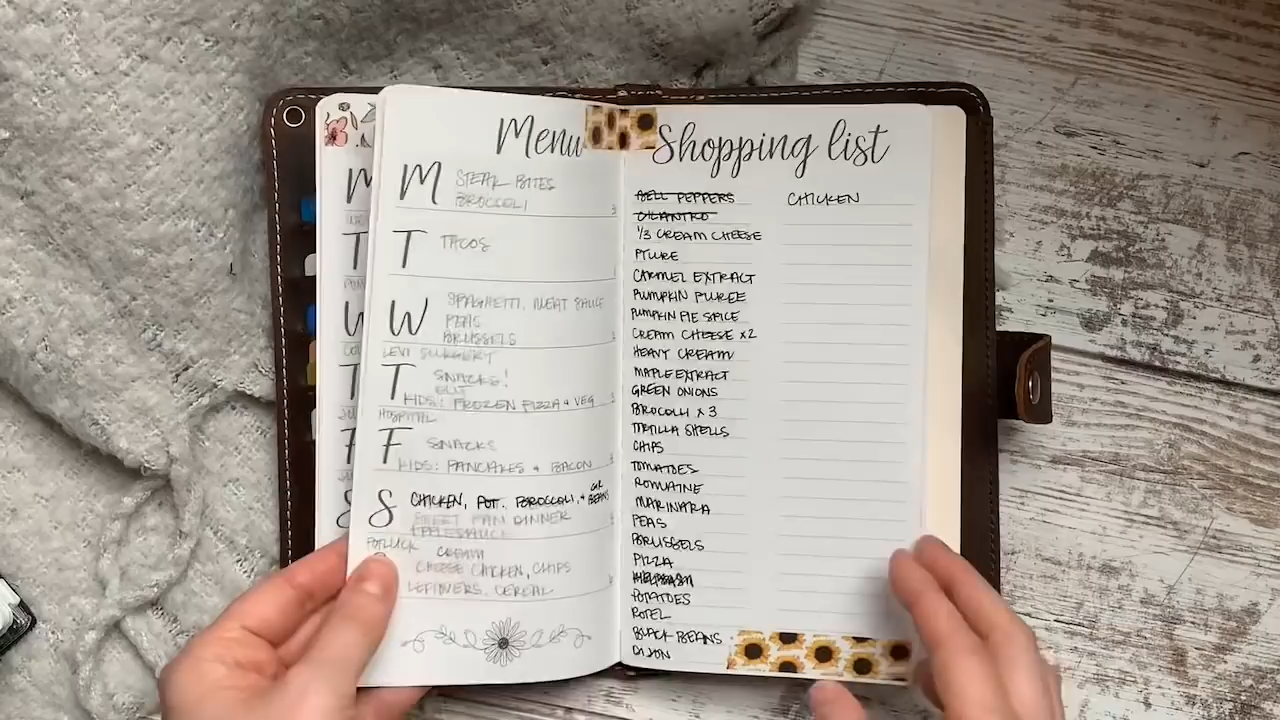 Menu
M STEAK BITES
BROCCOLI
T TACOS
W SPAGHETTI, MEAT SAUCE
PEAS
BRUSSELS
LEVI SURGERY
T SNACKS!
OUT
KIDS: FROZEN PIZZA + VEG
HOSPITAL
F SNACKS
KIDS: PANCAKES + BACON
S CHICKEN, POT. BROCCOLI, + GR. BEANS
SHEET PAN DINNER
APPLESAUCE
POTLUCK CREAM
CHEESE CHICKEN, CHIPS
LEFTOVERS, CEREAL
Shopping list
BELL PEPPERS
CILANTRO
1/3 CREAM CHEESE
CARAMEL EXTRACT
PUMPKIN PUREE
PUMPKIN PIE SPICE
CREAM CHEESE x2
HEAVY CREAM
MAPLE EXTRACT
GREEN ONIONS
BROCOLLI x 3
TORTILLA SHELLS
CHIPS
TOMATOES
ROMAINE
MARINARA
PEAS
BRUSSELS
PIZZA
POTATOES
ROTEL
BLACK BEANS
CHICKEN